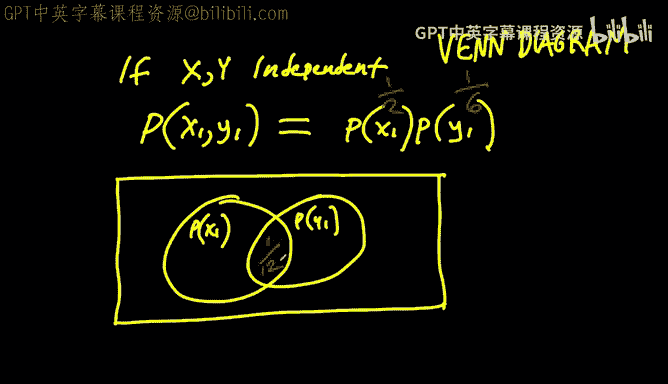 GPT中英字幕课程资源@bilibili.com
GPT中英字幕课程资源 bilibili
VENN DIAGRAM
If X,Y Independent
1/2 1/6
P(x₁,y₁) = P(x₁)P(y₁)
P(x₁) P(y₁)
1/12